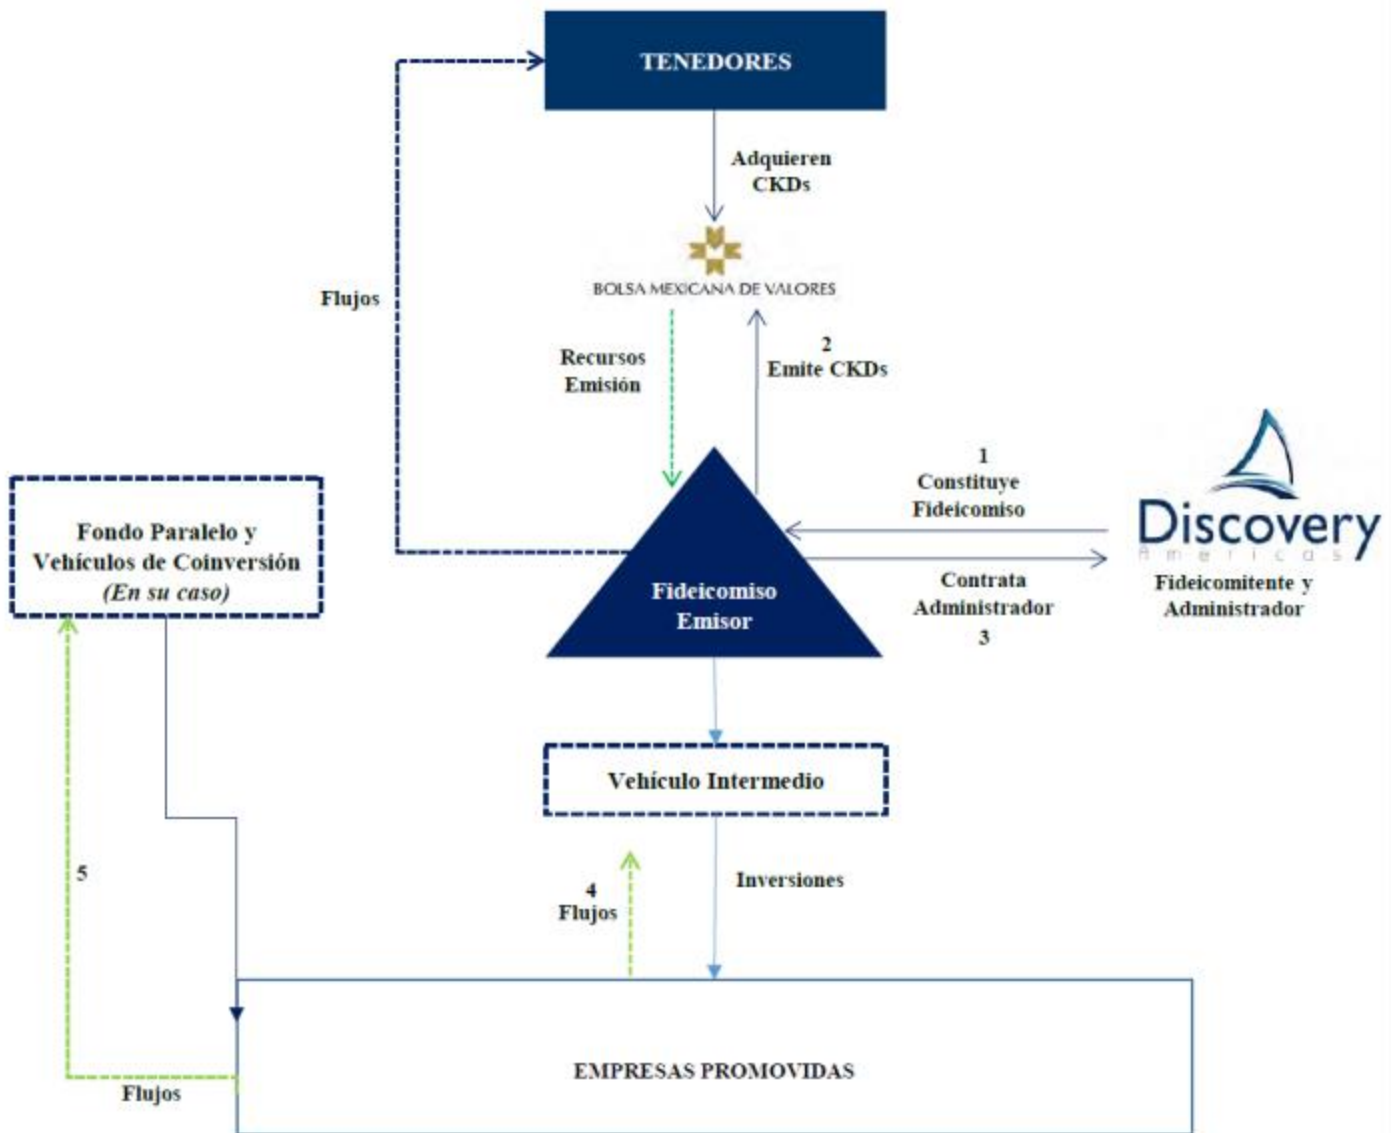 TENEDORES
Adquieren
CKDs
BOLSA MEXICANA DE VALORES
Flujos
Recursos
Emisión
2
Emite CKDs
1
Constituye
Fideicomiso
Discovery
Americas
Fideicomitente y
Administrador
Contrata
Administrador
3
Fondo Paralelo y
Vehículos de Coinversión
(En su caso)
Fideicomiso
Emisor
Vehículo Intermedio
5
4
Flujos
Inversiones
EMPRESAS PROMOVIDAS
Flujos